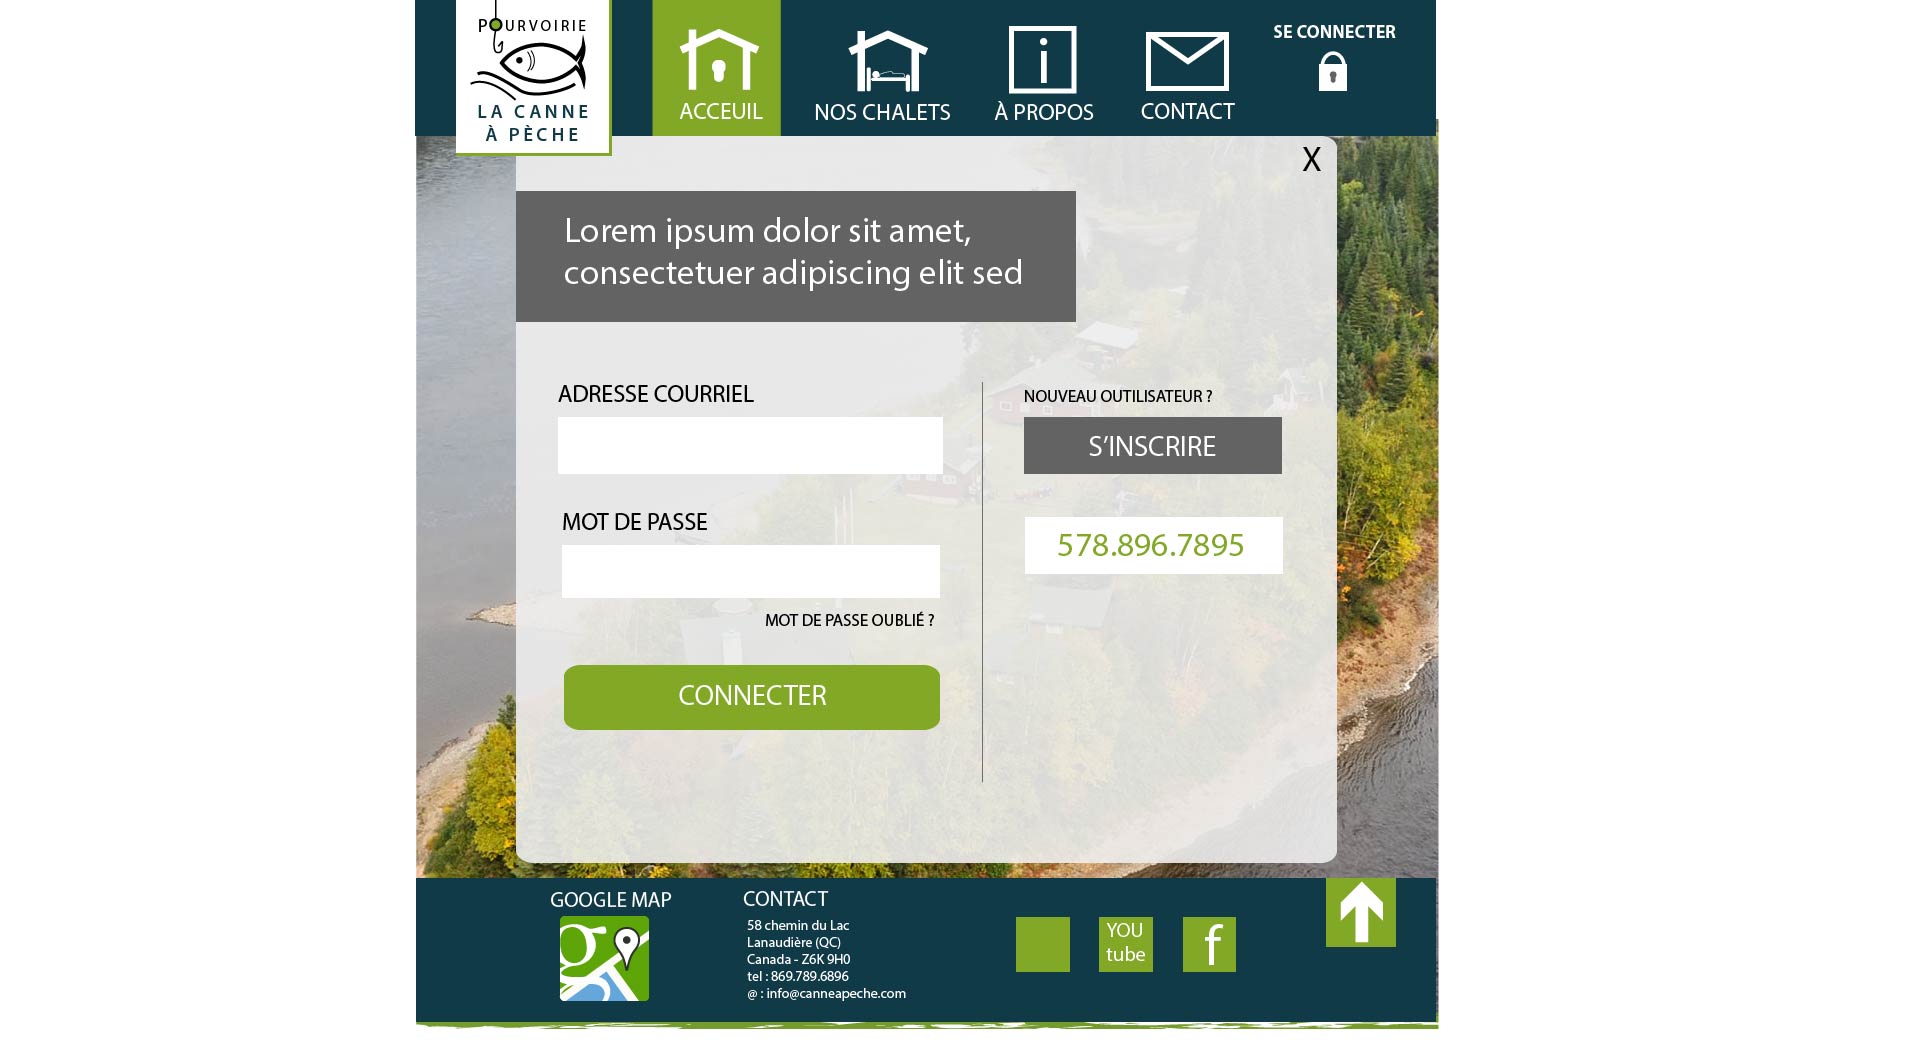 POURVOIRIE
LA CANNE
À PÈCHE
ACCEUIL
NOS CHALETS
À PROPOS
CONTACT
SE CONNECTER
X
Lorem ipsum dolor sit amet,
consectetuer adipiscing elit sed
ADRESSE COURRIEL
MOT DE PASSE
MOT DE PASSE OUBLIÉ ?
CONNECTER
NOUVEAU OUTILISATEUR ?
S’INSCRIRE
578.896.7895
GOOGLE MAP
g
CONTACT
58 chemin du Lac
Lanaudière (QC)
Canada - Z6K 9H0
tel : 869.789.6896
@ : info@canneapeche.com
YOU
tube
f